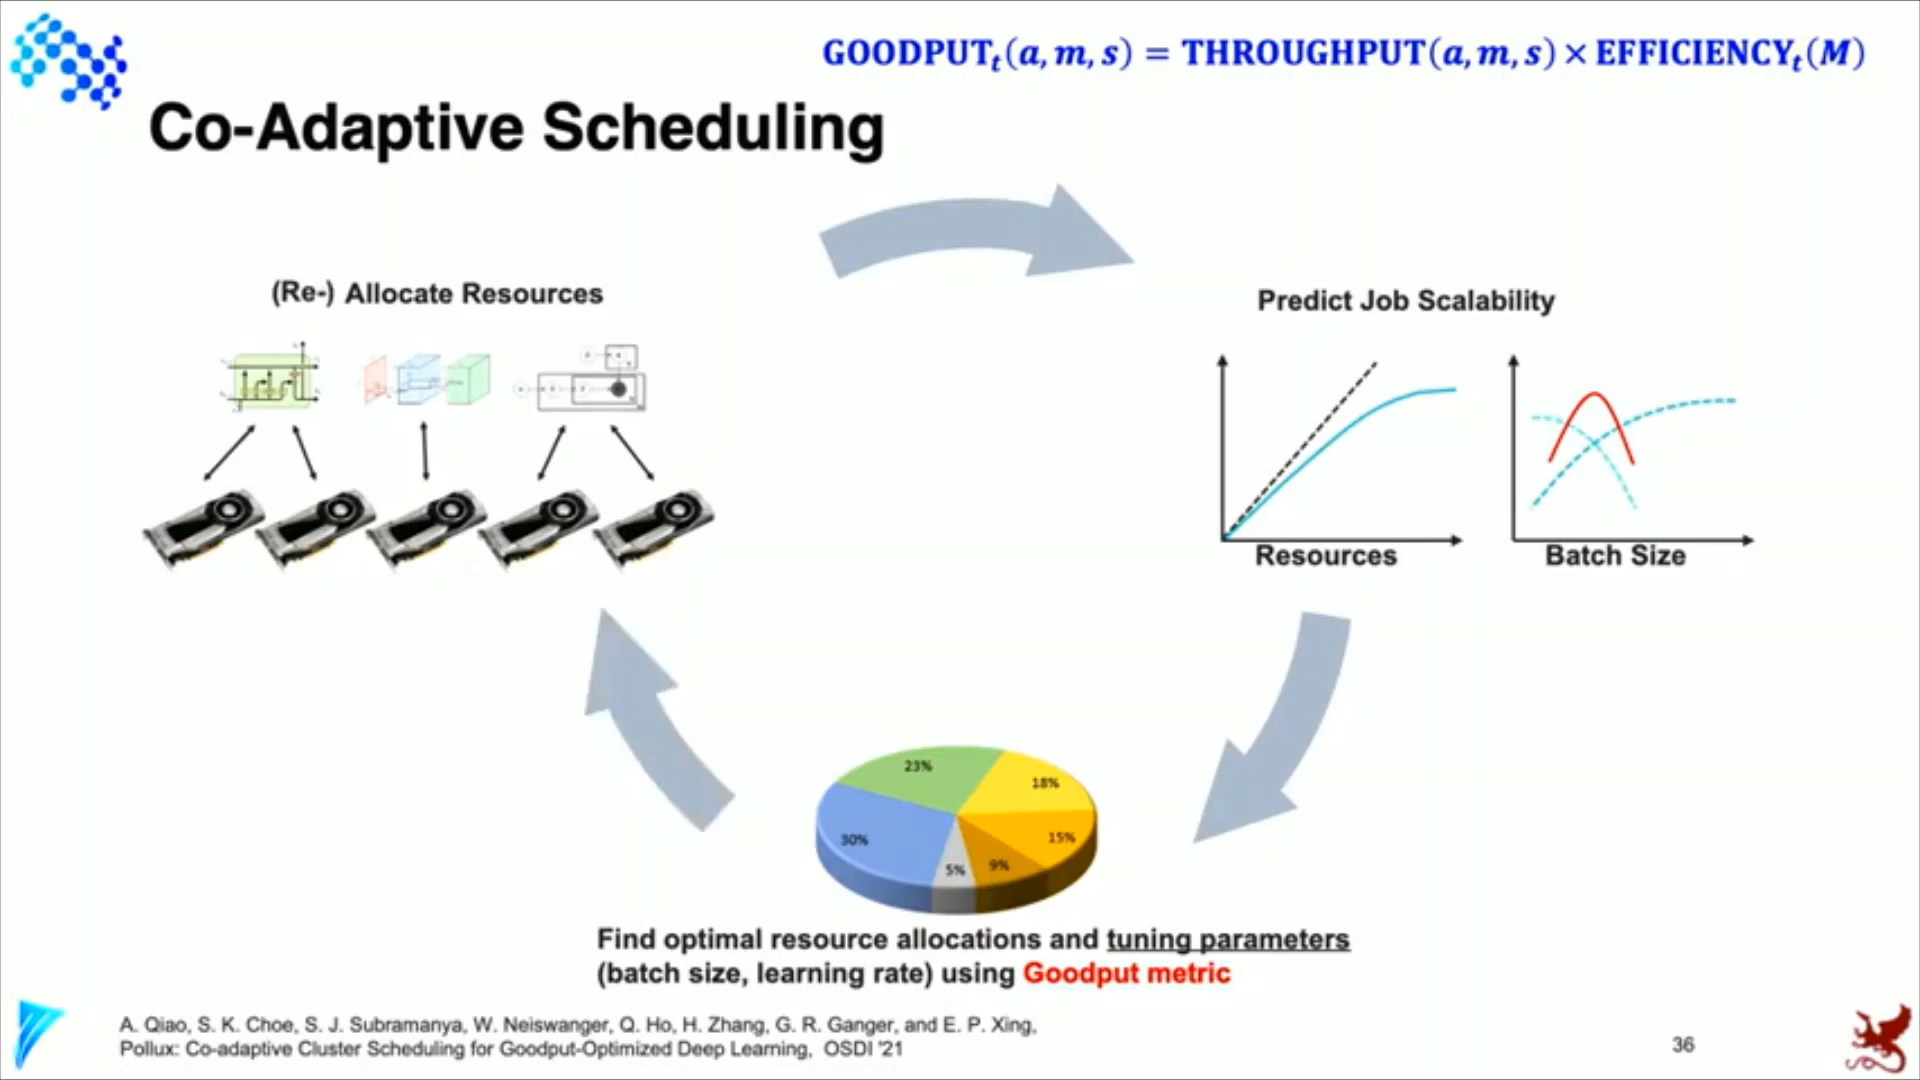 GOODPUTₜ(a, m, s) = THROUGHPUT(a, m, s) × EFFICIENCYₜ(M)
Co-Adaptive Scheduling
(Re-) Allocate Resources
Predict Job Scalability
Resources
Batch Size
23%
18%
30%
15%
5%
9%
Find optimal resource allocations and tuning parameters
(batch size, learning rate) using Goodput metric
A. Qiao, S. K. Choe, S. J. Subramanya, W. Neiswanger, Q. Ho, H. Zhang, G. R. Ganger, and E. P. Xing,
Pollux: Co-adaptive Cluster Scheduling for Goodput-Optimized Deep Learning, OSDI '21
36